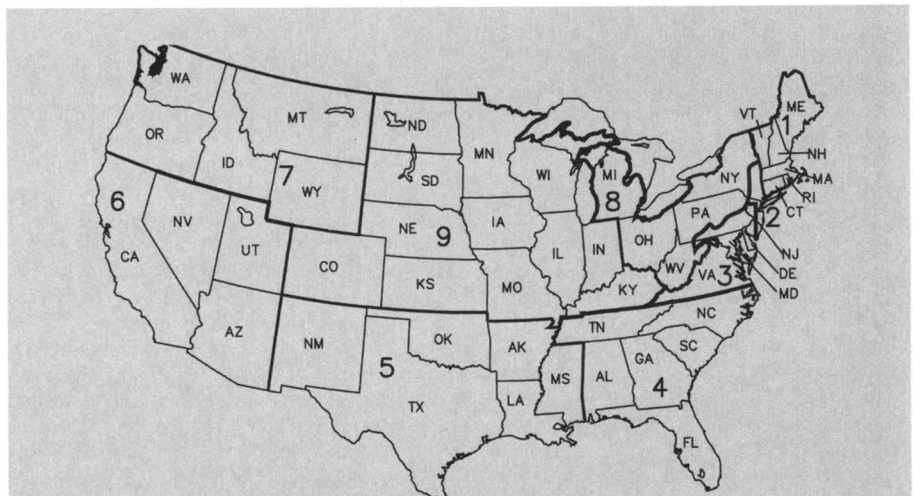 WA
MT
ND
MN
VT
ME
1
OR
ID
7
WY
SD
WI
MI
8
NY
NH
MA
RI
CT
6
NV
NE
9
IA
PA
2
NJ
CA
UT
CO
KS
IL
IN
OH
WV
VA
3
DE
MD
MO
KY
AZ
NM
OK
AK
TN
NC
5
TX
LA
MS
AL
GA
SC
4
FL